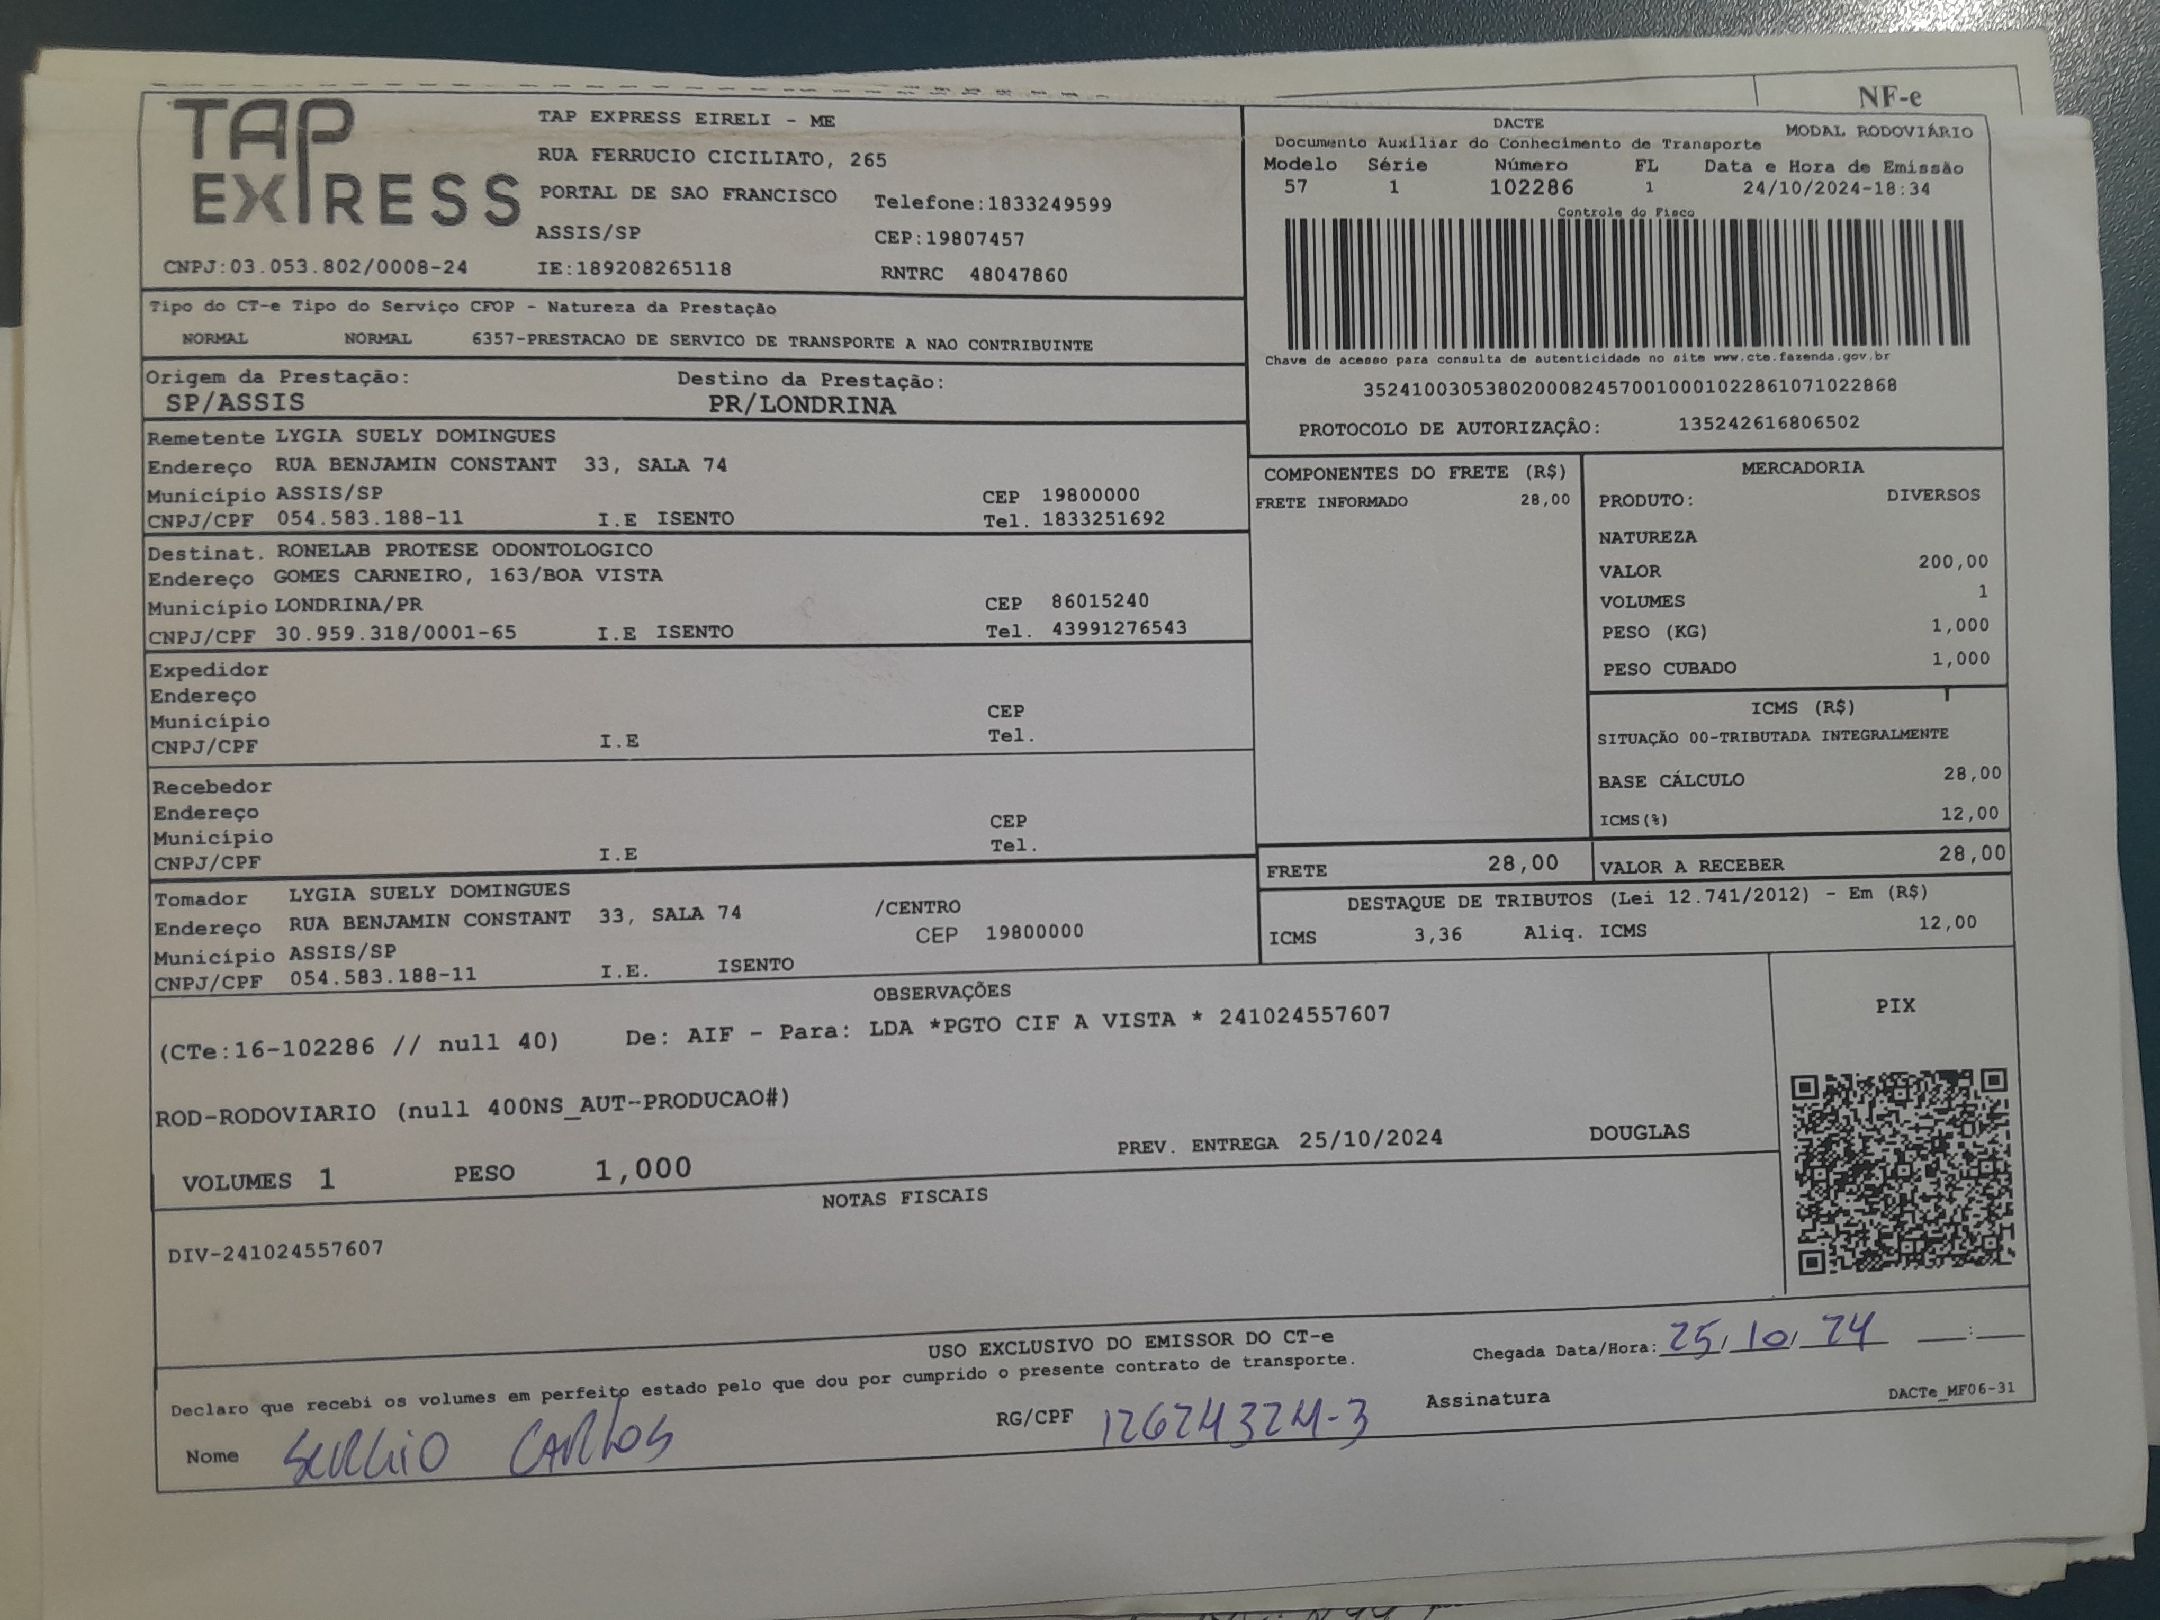 NF-e
TAP
EXPRESS
TAP EXPRESS EIRELI - ME
RUA FERRUCIO CICILIATO, 265
PORTAL DE SAO FRANCISCO Telefone:1833249599
ASSIS/SP CEP:19807457
CNPJ:03.053.802/0008-24 IE:189208265118 RNTRC 48047860
DACTE MODAL RODOVIÁRIO
Documento Auxiliar do Conhecimento de Transporte
Modelo Série Número FL Data e Hora de Emissão
57 1 102286 1 24/10/2024-18:34
Controle do Fisco
Chave de acesso para consulta de autenticidade no site www.cte.fazenda.gov.br
35241003053802000824570010001022861071022868
PROTOCOLO DE AUTORIZAÇÂO: 135242616806502
Tipo do CT-e Tipo do Serviço CFOP - Natureza da Prestação
NORMAL NORMAL 6357-PRESTACAO DE SERVICO DE TRANSPORTE A NAO CONTRIBUINTE
Origem da Prestação: Destino da Prestação:
SP/ASSIS PR/LONDRINA
Remetente LYGIA SUELY DOMINGUES
Endereço RUA BENJAMIN CONSTANT 33, SALA 74
Município ASSIS/SP CEP 19800000
CNPJ/CPF 054.583.188-11 I.E ISENTO Tel. 1833251692
Destinat. RONELAB PROTESE ODONTOLOGICO
Endereço GOMES CARNEIRO, 163/BOA VISTA
Município LONDRINA/PR CEP 86015240
CNPJ/CPF 30.959.318/0001-65 I.E ISENTO Tel. 43991276543
Expedidor
Endereço
Município CEP
CNPJ/CPF I.E Tel.
Recebedor
Endereço
Município CEP
CNPJ/CPF I.E Tel.
Tomador LYGIA SUELY DOMINGUES
Endereço RUA BENJAMIN CONSTANT 33, SALA 74 /CENTRO
Município ASSIS/SP CEP 19800000
CNPJ/CPF 054.583.188-11 I.E. ISENTO
COMPONENTES DO FRETE (R$)
FRETE INFORMADO 28,00
MERCADORIA
PRODUTO: DIVERSOS
NATUREZA
VALOR 200,00
VOLUMES 1
PESO (KG) 1,000
PESO CUBADO 1,000
ICMS (R$)
SITUAÇÃO 00-TRIBUTADA INTEGRALMENTE
BASE CÁLCULO 28,00
ICMS(%) 12,00
FRETE 28,00 VALOR A RECEBER 28,00
DESTAQUE DE TRIBUTOS (Lei 12.741/2012) - Em (R$)
ICMS 3,36 Aliq. ICMS 12,00
OBSERVAÇÕES
(CTe:16-102286 // null 40) De: AIF - Para: LDA *PGTO CIF A VISTA * 241024557607
ROD-RODOVIARIO (null 400NS_AUT-PRODUCAO#)
PREV. ENTREGA 25/10/2024 DOUGLAS
VOLUMES 1 PESO 1,000
PIX
NOTAS FISCAIS
DIV-241024557607
USO EXCLUSIVO DO EMISSOR DO CT-e
Declaro que recebi os volumes em perfeito estado pelo que dou por cumprido o presente contrato de transporte.
Chegada Data/Hora: 25/10/24 __:__
Nome SERGIO CARLOS RG/CPF 12624324-3 Assinatura
DACTe_MF06-31